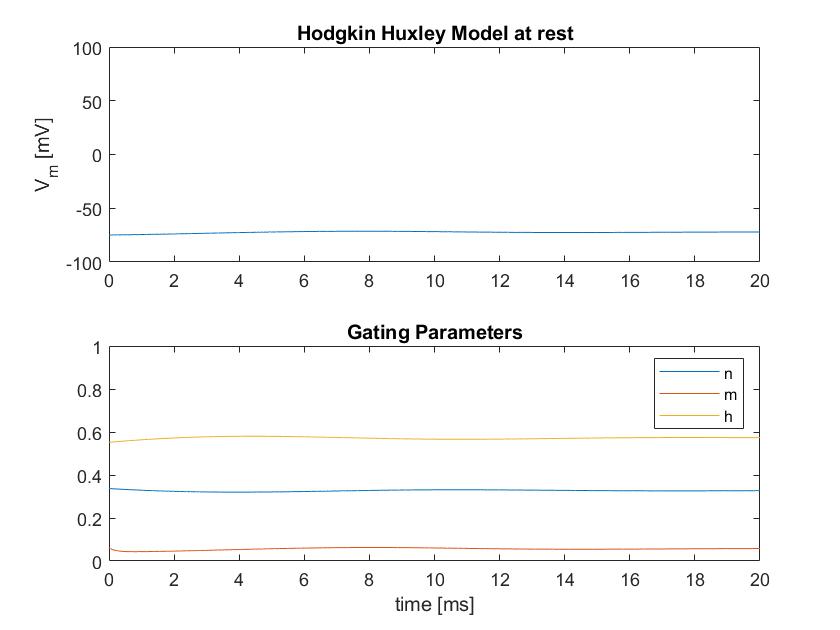 Hodgkin Huxley Model at rest
100
50
0
-50
-100
V_m [mV]
0 2 4 6 8 10 12 14 16 18 20
Gating Parameters
1
0.8
0.6
0.4
0.2
0
n
m
h
0 2 4 6 8 10 12 14 16 18 20
time [ms]